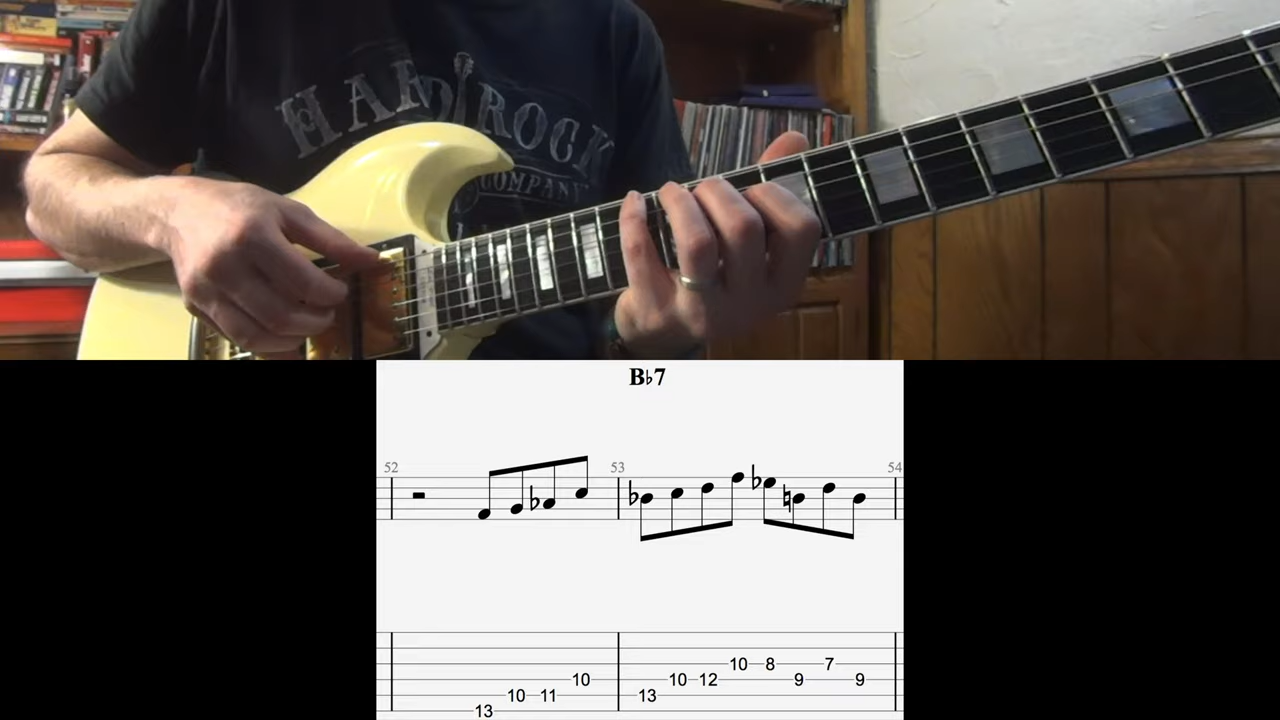 HARD ROCK
COMPANY
B♭7
52 53 54
10 8 7
10 10 12 9 9
10 11 13
13